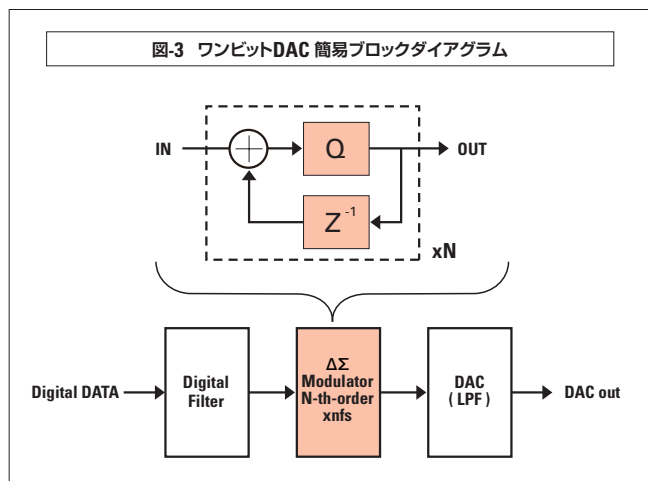 図-3 ワンビットDAC 簡易ブロックダイアグラム
IN
Q
OUT
Z -1
xN
Digital DATA
Digital
Filter
ΔΣ
Modulator
N-th-order
xnfs
DAC
( LPF )
DAC out